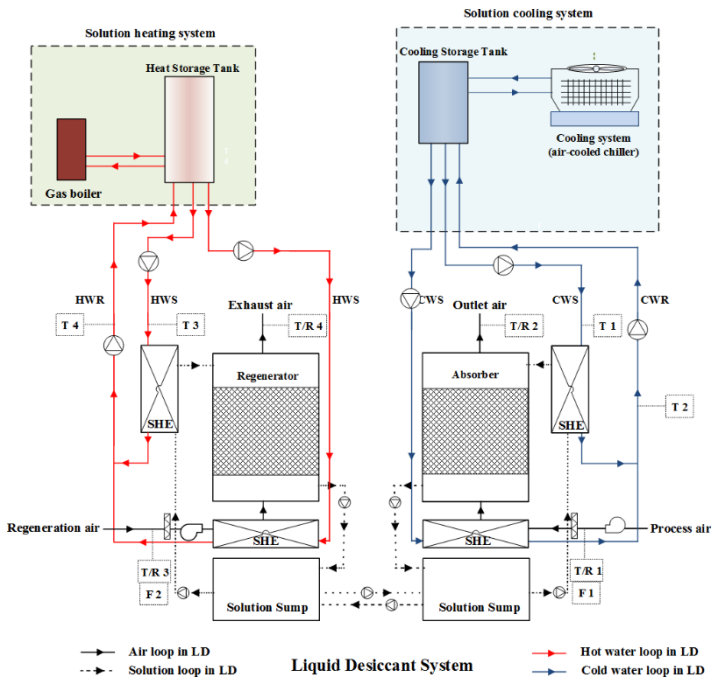 Solution heating system
Solution cooling system
Heat Storage Tank
Cooling Storage Tank
Gas boiler
Cooling system
(air-cooled chiller)
HWR
HWS
HWS
CWS
CWS
CWR
Exhaust air
Outlet air
T 4
T 3
T/R 4
T/R 2
T 1
T 2
Regenerator
Absorber
SHE
SHE
Regeneration air
Process air
SHE
SHE
T/R 3
F 2
T/R 1
F 1
Solution Sump
Solution Sump
Air loop in LD
Solution loop in LD
Liquid Desiccant System
Hot water loop in LD
Cold water loop in LD